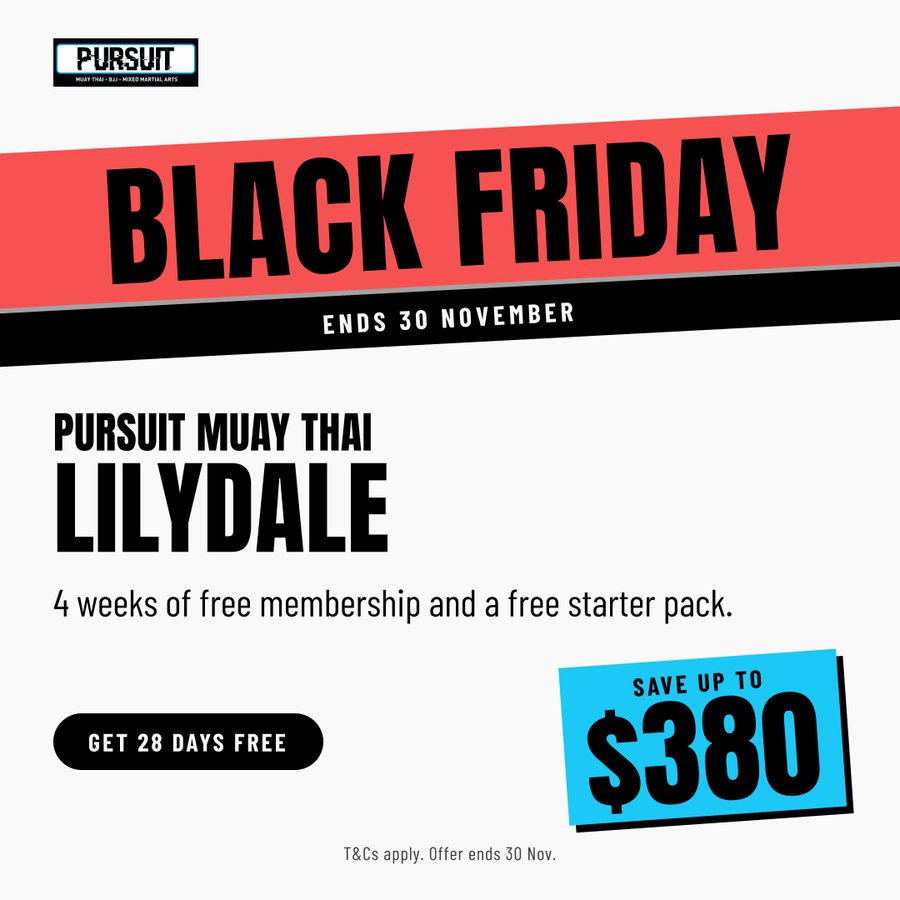 PURSUIT
MUAY THAI • BJJ • MIXED MARTIAL ARTS
BLACK FRIDAY
ENDS 30 NOVEMBER
PURSUIT MUAY THAI
LILYDALE
4 weeks of free membership and a free starter pack.
SAVE UP TO
$380
GET 28 DAYS FREE
T&Cs apply. Offer ends 30 Nov.